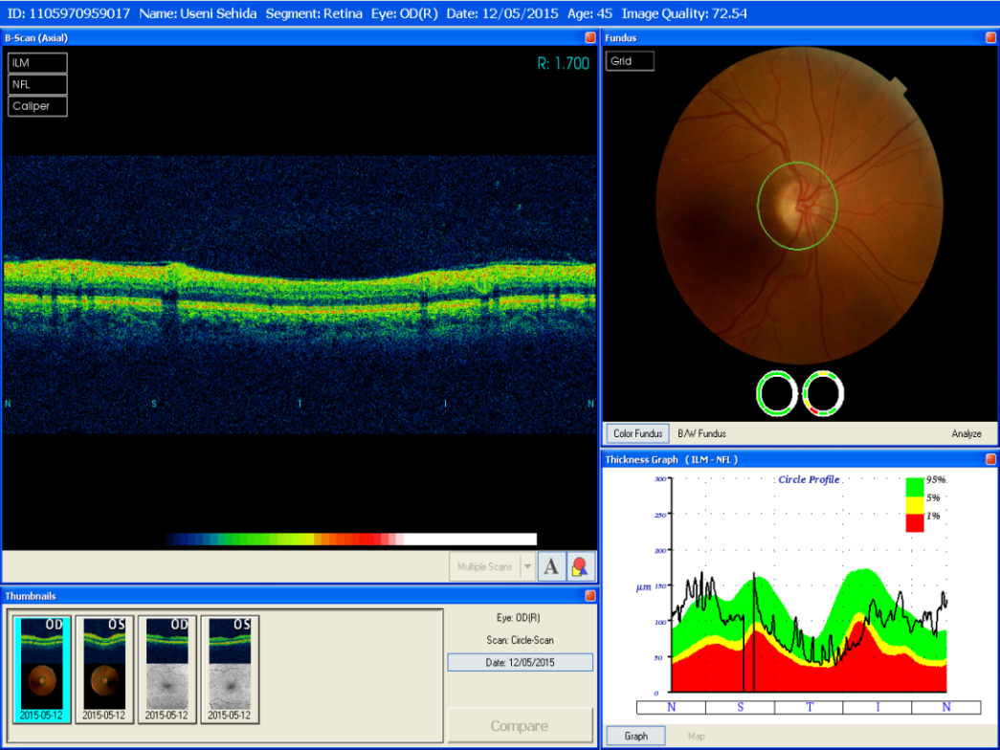 ID: 1105970959017 Name: Useni Sehida Segment: Retina Eye: OD(R) Date: 12/05/2015 Age: 45 Image Quality: 72.54
B-Scan (Axial)
ILM
NFL
Caliper
R: 1.700
N S T I N
Multiple Scans
A
Fundus
Grid
Color Fundus B/W Fundus Analyze
Thickness Graph ( ILM - NFL )
Circle Profile
95%
5%
1%
300
250
200
μm 150
100
50
0
N S T I N
Graph Map
Thumbnails
OD OS OD OS
2015-05-12 2015-05-12 2015-05-12 2015-05-12
Eye: OD(R)
Scan: Circle-Scan
Date: 12/05/2015
Compare